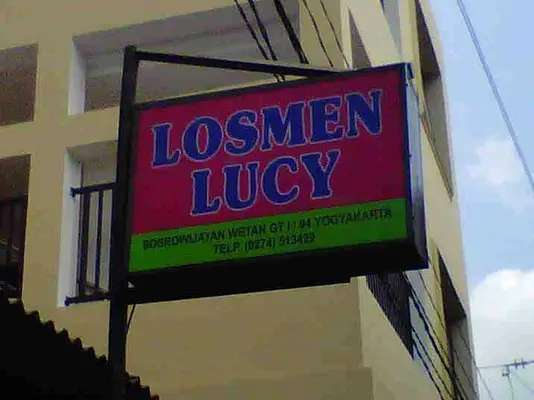 LOSMEN
LUCY
SOSROWIJAYAN WETAN GT I / 94 YOGYAKARTA
TELP (0274) 513429